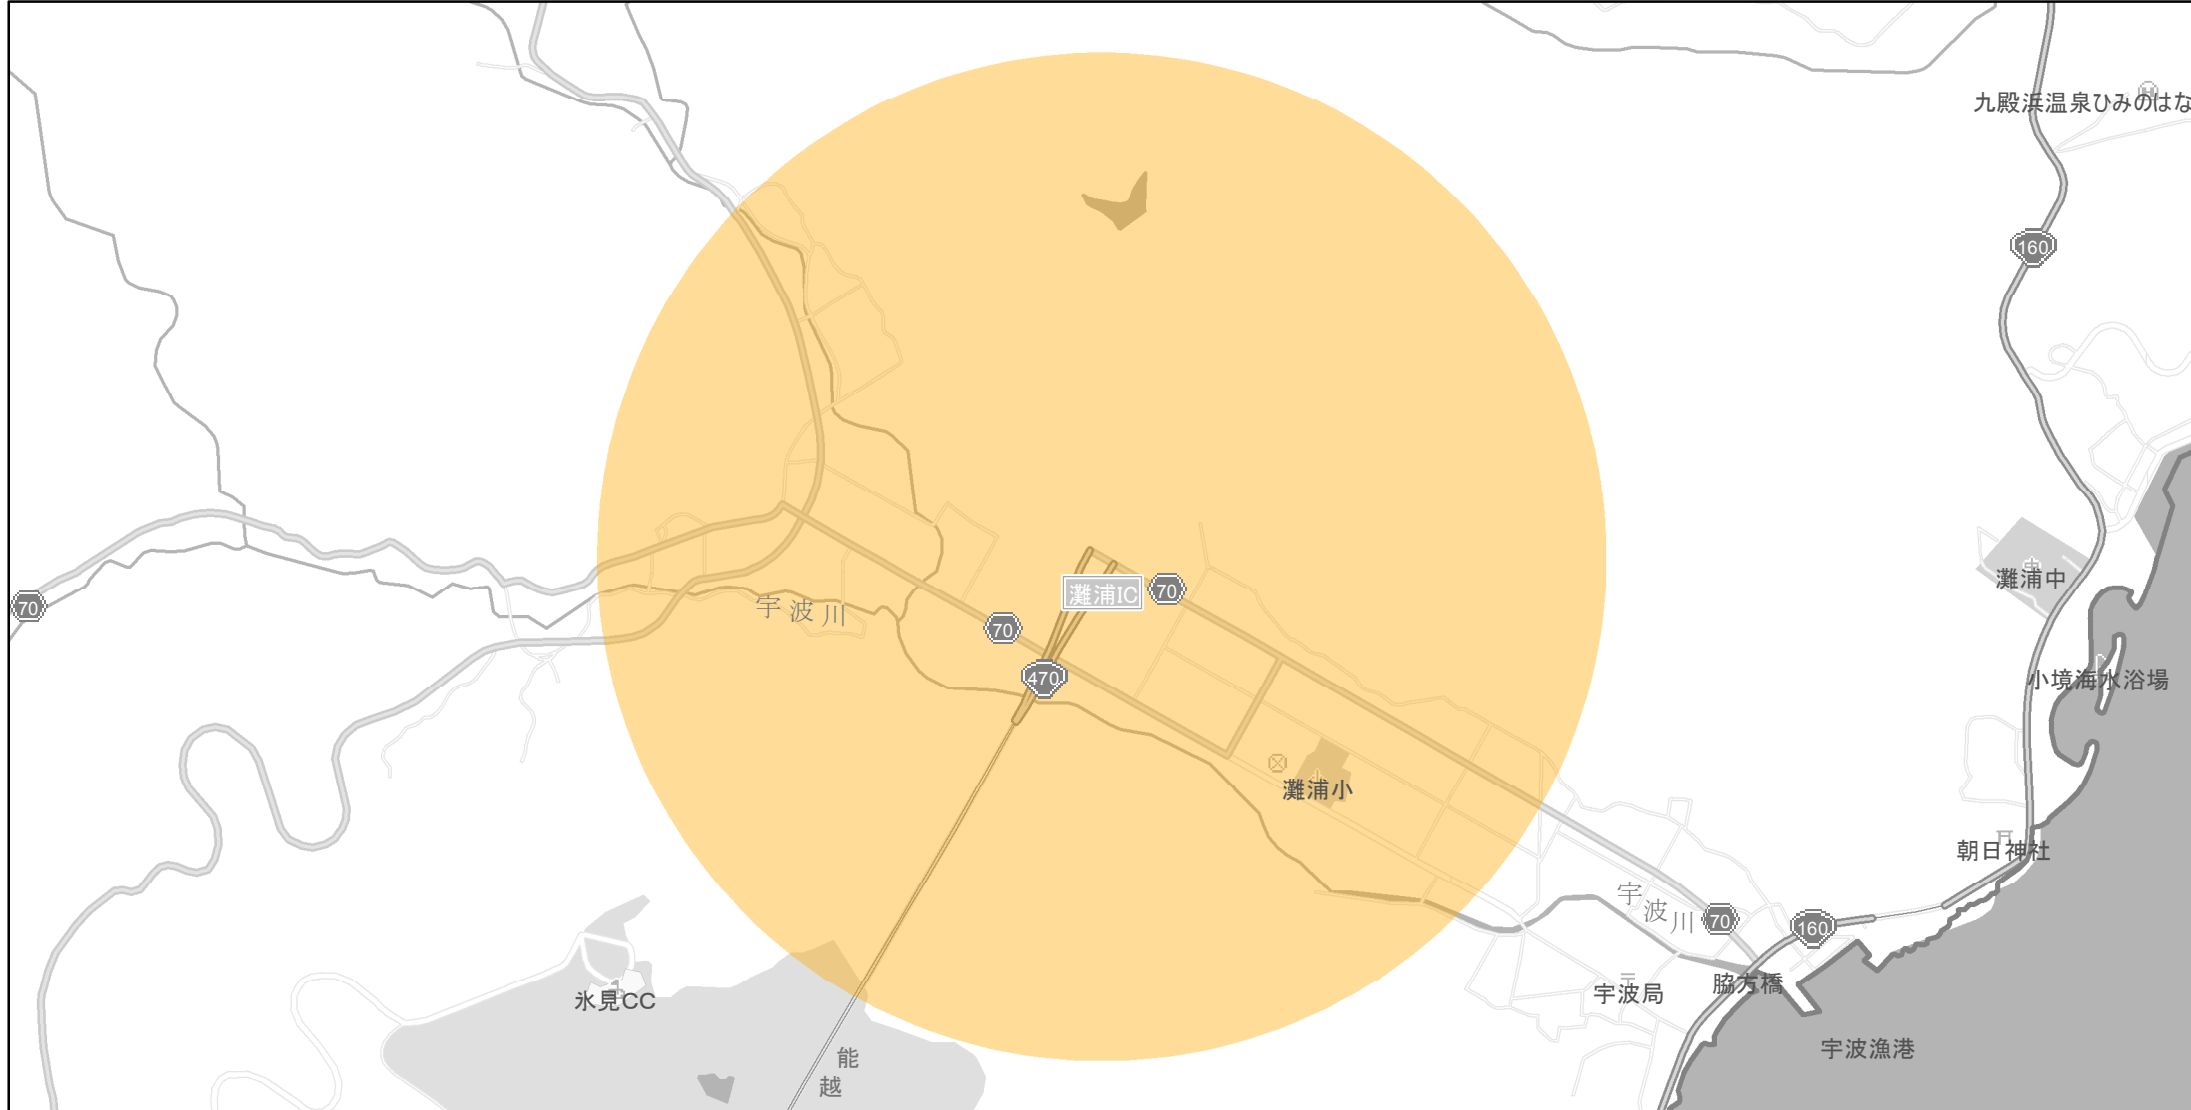 九殿浜温泉ひみのはな
160
灘浦中
70
宇波川
灘浦IC
70
70
470
小境海水浴場
灘浦小
朝日神社
宇波川
70
160
氷見CC
宇波局
脇方橋
宇波漁港
能
越